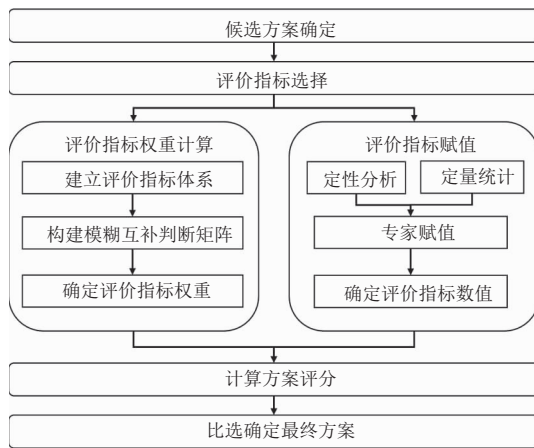 候选方案确定
评价指标选择
评价指标权重计算
建立评价指标体系
构建模糊互补判断矩阵
确定评价指标权重
评价指标赋值
定性分析
定量统计
专家赋值
确定评价指标数值
计算方案评分
比选确定最终方案